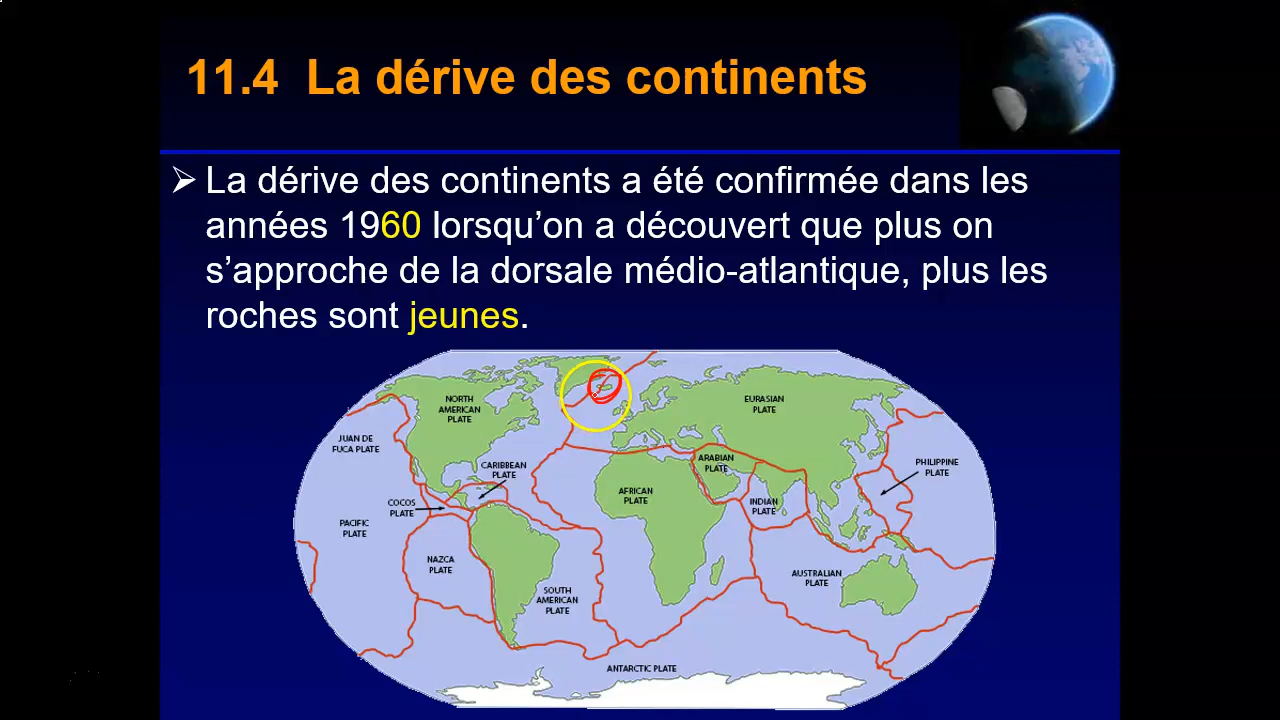 11.4 La dérive des continents
➢ La dérive des continents a été confirmée dans les
années 1960 lorsqu’on a découvert que plus on
s’approche de la dorsale médio-atlantique, plus les
roches sont jeunes.
NORTH
AMERICAN
PLATE
EURASIAN
PLATE
JUAN DE
FUCA PLATE
CARIBBEAN
PLATE
ARABIAN
PLATE
PHILIPPINE
PLATE
COCOS
PLATE
AFRICAN
PLATE
INDIAN
PLATE
PACIFIC
PLATE
NAZCA
PLATE
SOUTH
AMERICAN
PLATE
AUSTRALIAN
PLATE
ANTARCTIC PLATE